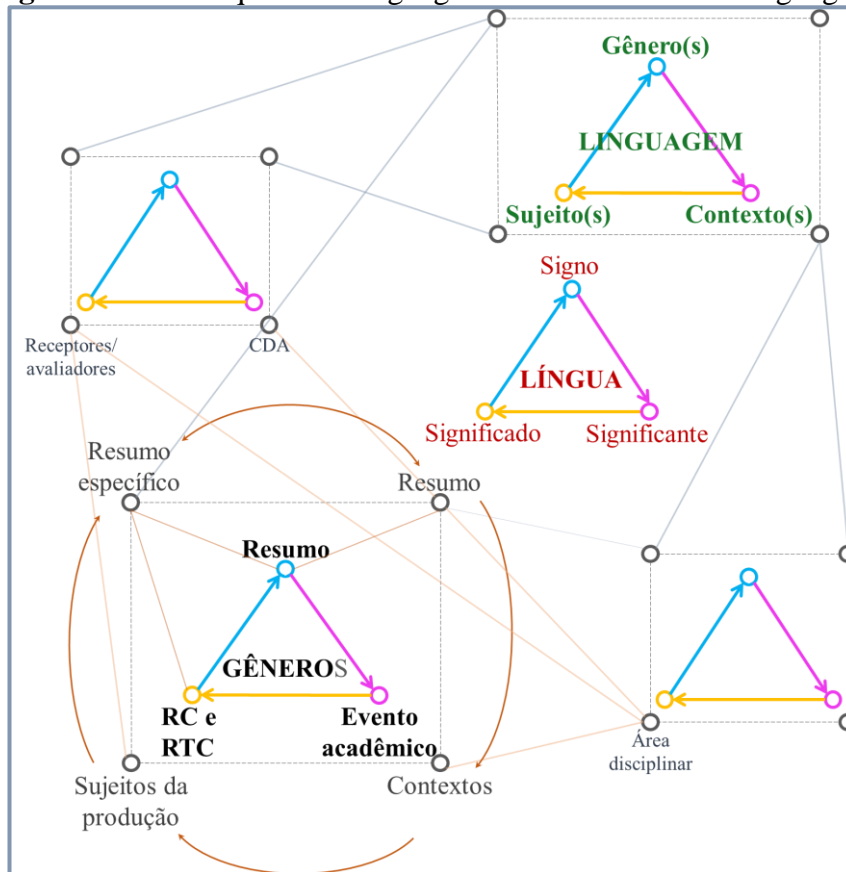 Gênero(s)
LINGUAGEM
Sujeito(s) Contexto(s)
Signo
LÍNGUA
Significado Significante
Receptores/
avaliadores
CDA
Resumo
específico
Resumo
Resumo
GÊNEROS
RC e
RTC
Evento
acadêmico
Sujeitos da
produção
Contextos
Área
disciplinar